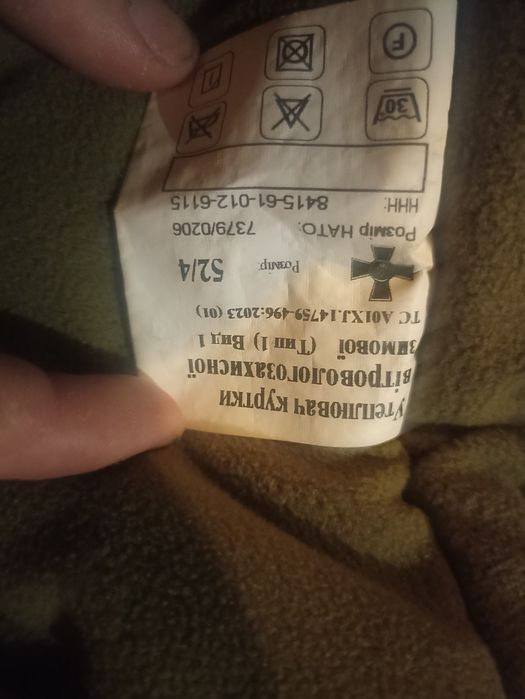 Утеплювач куртки
вітровологозахисної
зимової (Тип 1) Вид 1
ТС А01XJ.14759-496:2023 (01)
Розмір: 52/4
Розмір НАТО: 7379/0206
ННН: 8415-61-012-6115
30
F